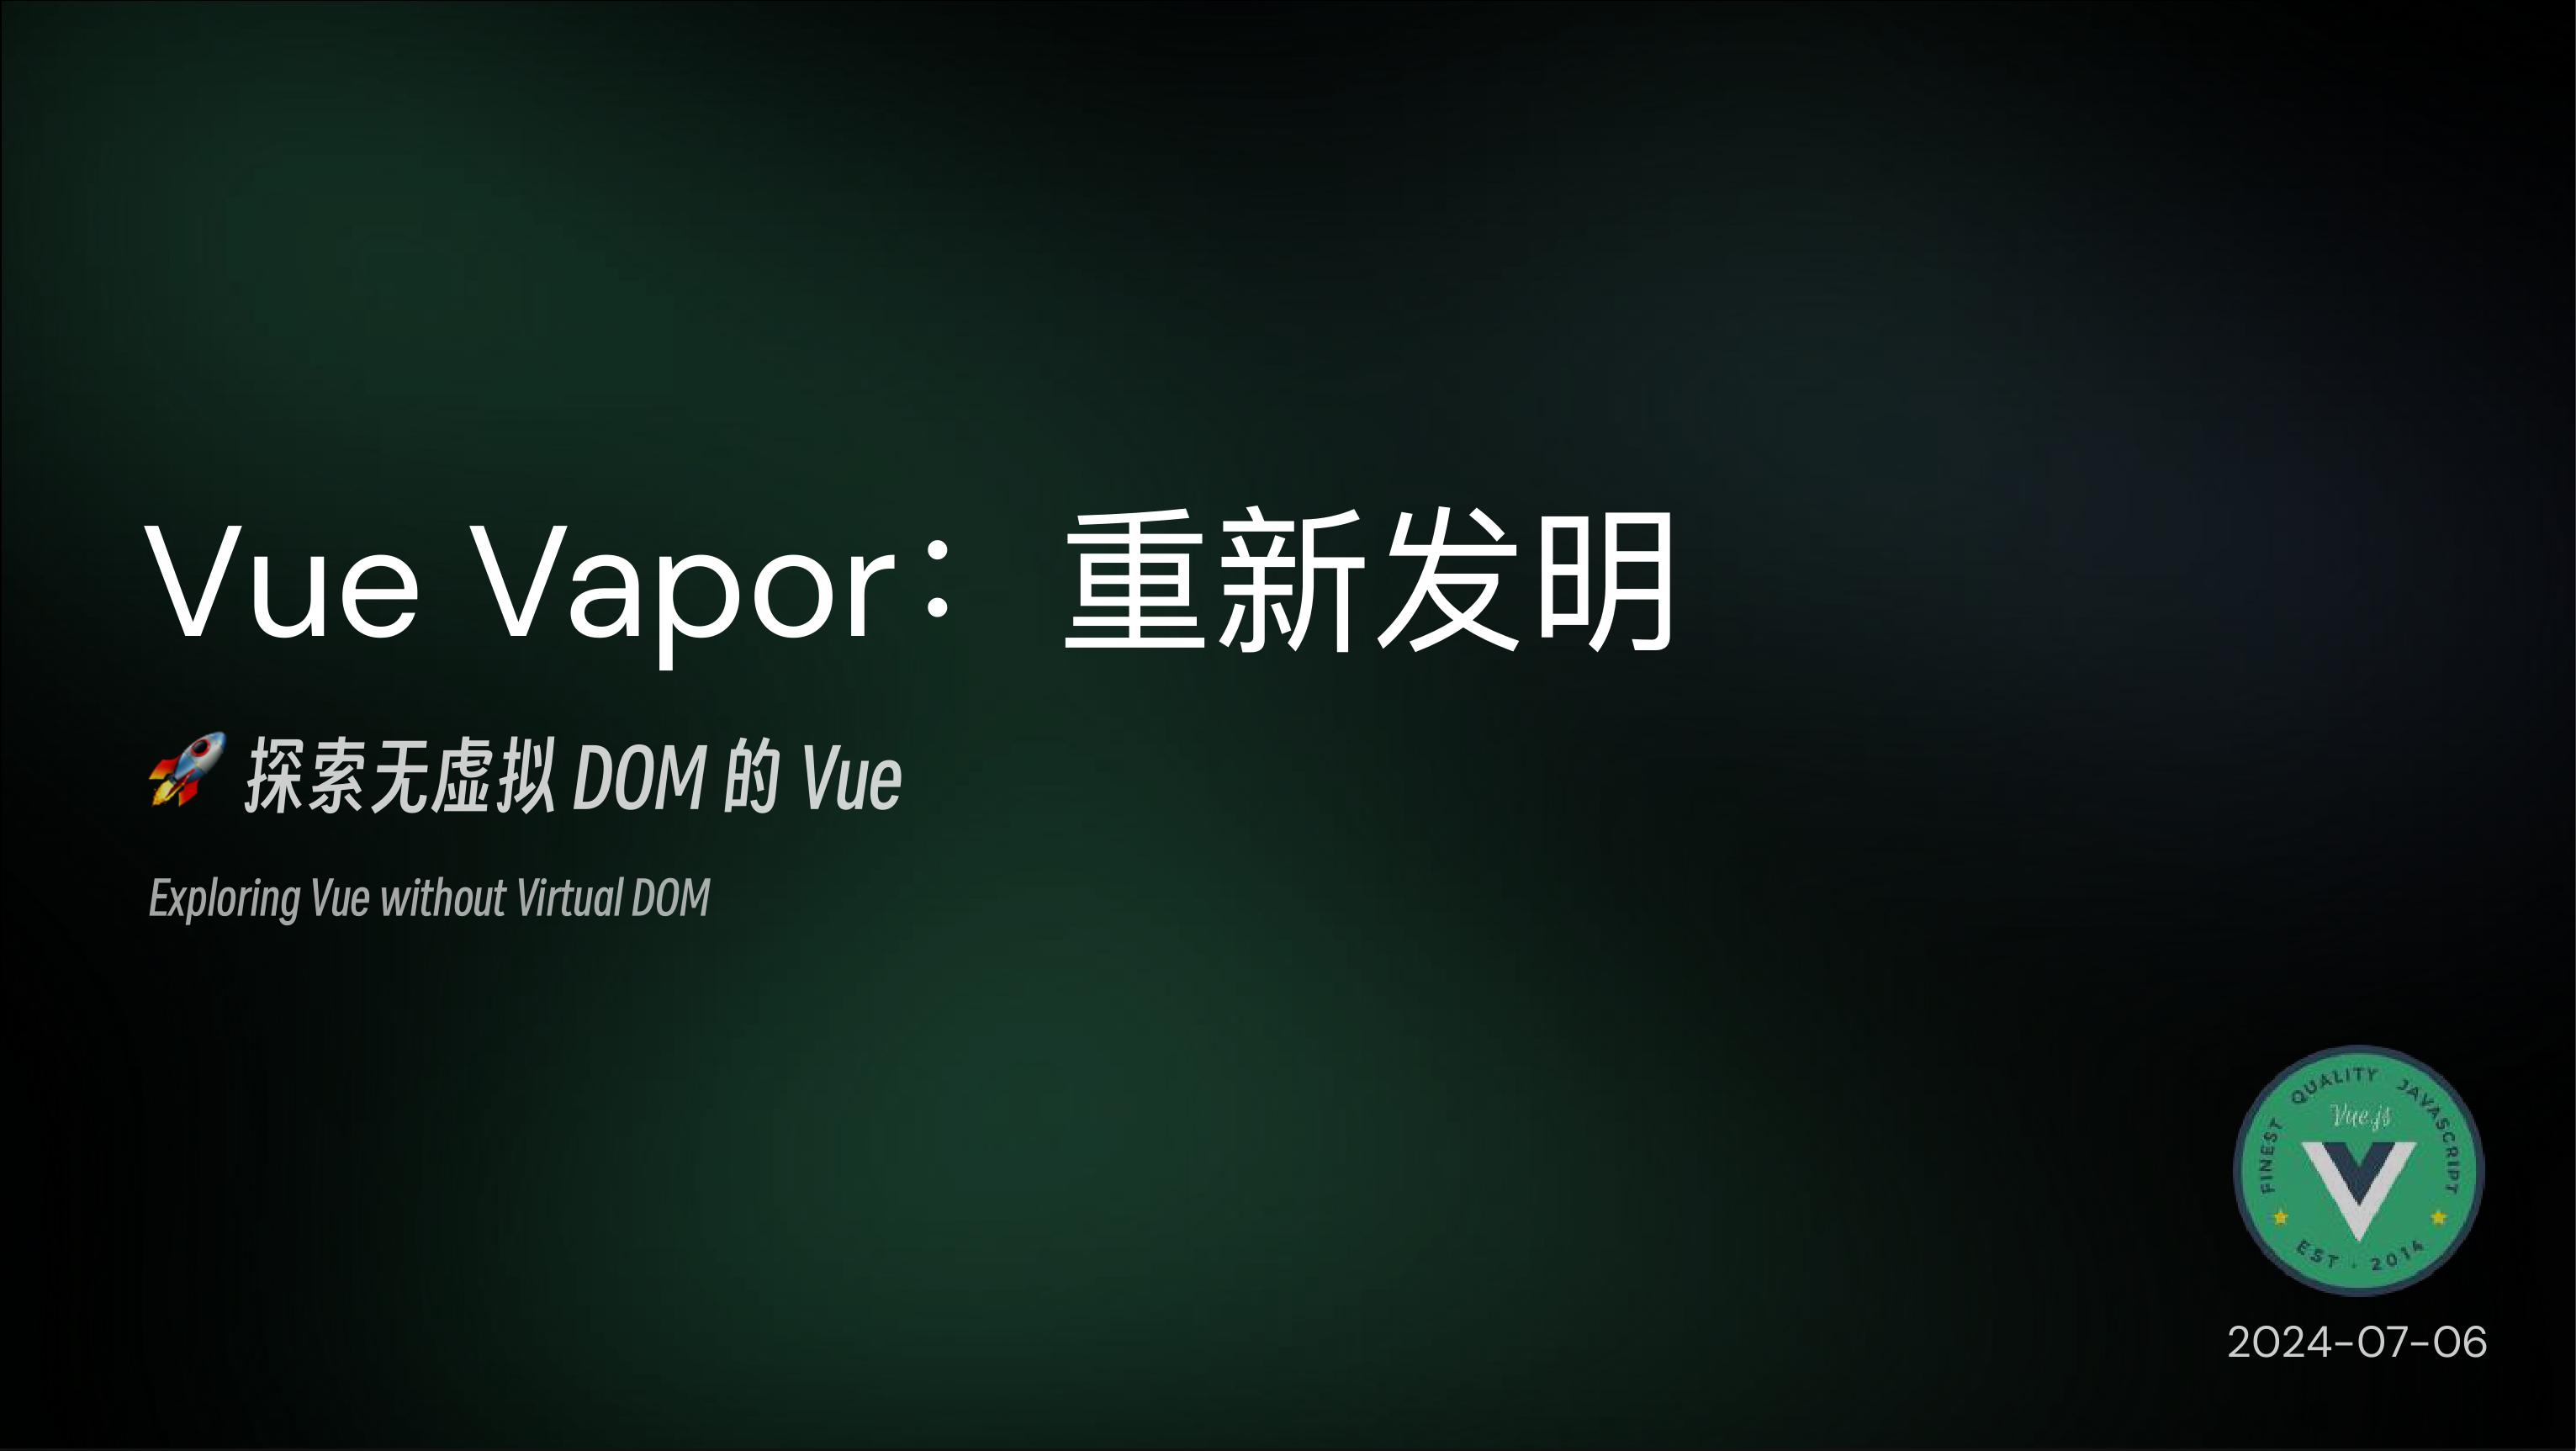 Vue Vapor：重新发明
🚀 探索无虚拟 DOM 的 Vue
Exploring Vue without Virtual DOM
FINEST QUALITY JAVASCRIPT
Vue.js
EST · 2014
2024-07-06